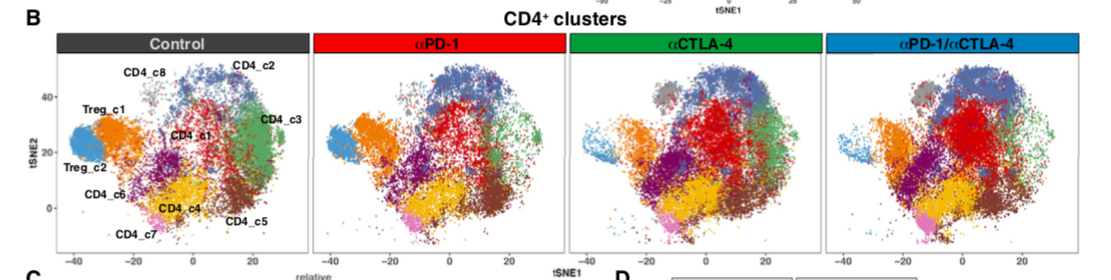 tSNE1
B
CD4+ clusters
Control
αPD-1
αCTLA-4
αPD-1/αCTLA-4
CD4_c8
CD4_c2
Treg_c1
CD4_c3
CD4_c1
Treg_c2
CD4_c6
CD4_c4
CD4_c5
CD4_c7
tSNE2
40
20
0
−40 −20 0 20
−40 −20 0 20
−40 −20 0 20
−40 −20 0 20
tSNE1
C
relative
D